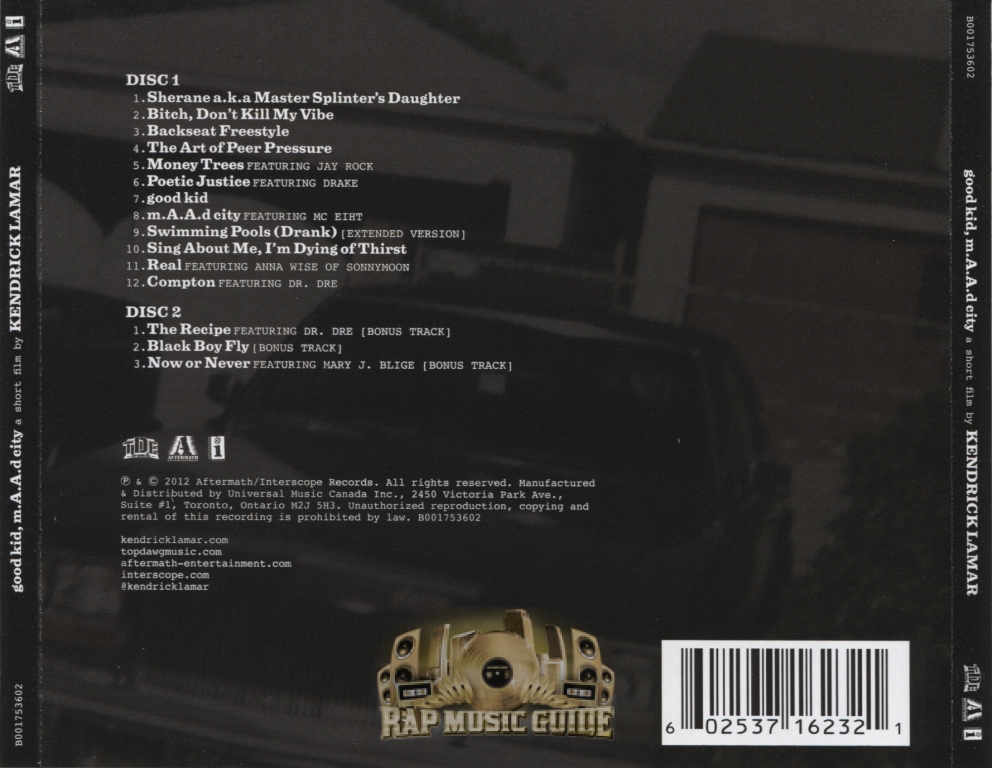 DISC 1
1. Sherane a.k.a Master Splinter's Daughter
2. Bitch, Don't Kill My Vibe
3. Backseat Freestyle
4. The Art of Peer Pressure
5. Money Trees FEATURING JAY ROCK
6. Poetic Justice FEATURING DRAKE
7. good kid
8. m.A.A.d city FEATURING MC EIHT
9. Swimming Pools (Drank) [EXTENDED VERSION]
10. Sing About Me, I'm Dying of Thirst
11. Real FEATURING ANNA WISE OF SONNYMOON
12. Compton FEATURING DR. DRE
DISC 2
1. The Recipe FEATURING DR. DRE [BONUS TRACK]
2. Black Boy Fly [BONUS TRACK]
3. Now or Never FEATURING MARY J. BLIGE [BONUS TRACK]
TDE A AFTERMATH i
℗ & © 2012 Aftermath/Interscope Records. All rights reserved. Manufactured
& Distributed by Universal Music Canada Inc., 2450 Victoria Park Ave.,
Suite #1, Toronto, Ontario M2J 5H3. Unauthorized reproduction, copying and
rental of this recording is prohibited by law. B001753602
kendricklamar.com
topdawgmusic.com
aftermath-entertainment.com
interscope.com
@kendricklamar
RAP MUSIC GUIDE
6 02537 16232 1
B001753602
good kid, m.A.A.d city a short film by KENDRICK LAMAR
TDE A i
B001753602
good kid, m.A.A.d city a short film by KENDRICK LAMAR
TDE A i